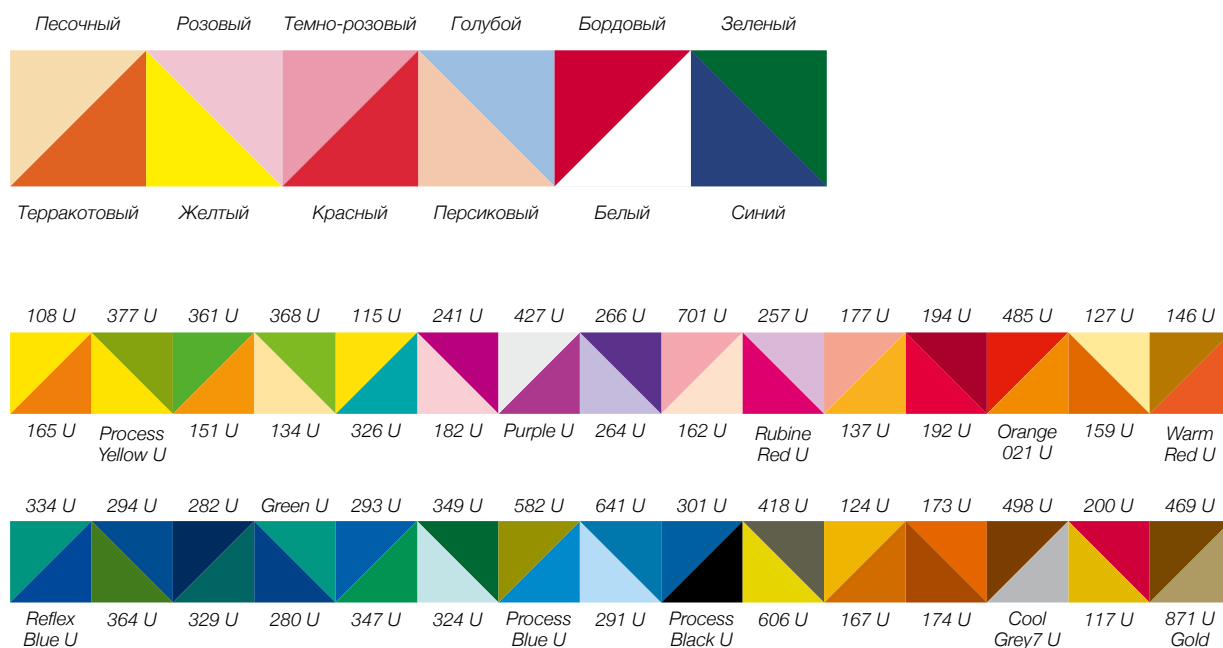 Песочный Розовый Темно-розовый Голубой Бордовый Зеленый
Терракотовый Желтый Красный Персиковый Белый Синий
108 U 377 U 361 U 368 U 115 U 241 U 427 U 266 U 701 U 257 U 177 U 194 U 485 U 127 U 146 U
165 U Process 151 U 134 U 326 U 182 U Purple U 264 U 162 U Rubine 137 U 192 U Orange 159 U Warm
Yellow U Red U 021 U Red U
334 U 294 U 282 U Green U 293 U 349 U 582 U 641 U 301 U 418 U 124 U 173 U 498 U 200 U 469 U
Reflex 364 U 329 U 280 U 347 U 324 U Process 291 U Process 606 U 167 U 174 U Cool 117 U 871 U
Blue U Blue U Black U Grey7 U Gold